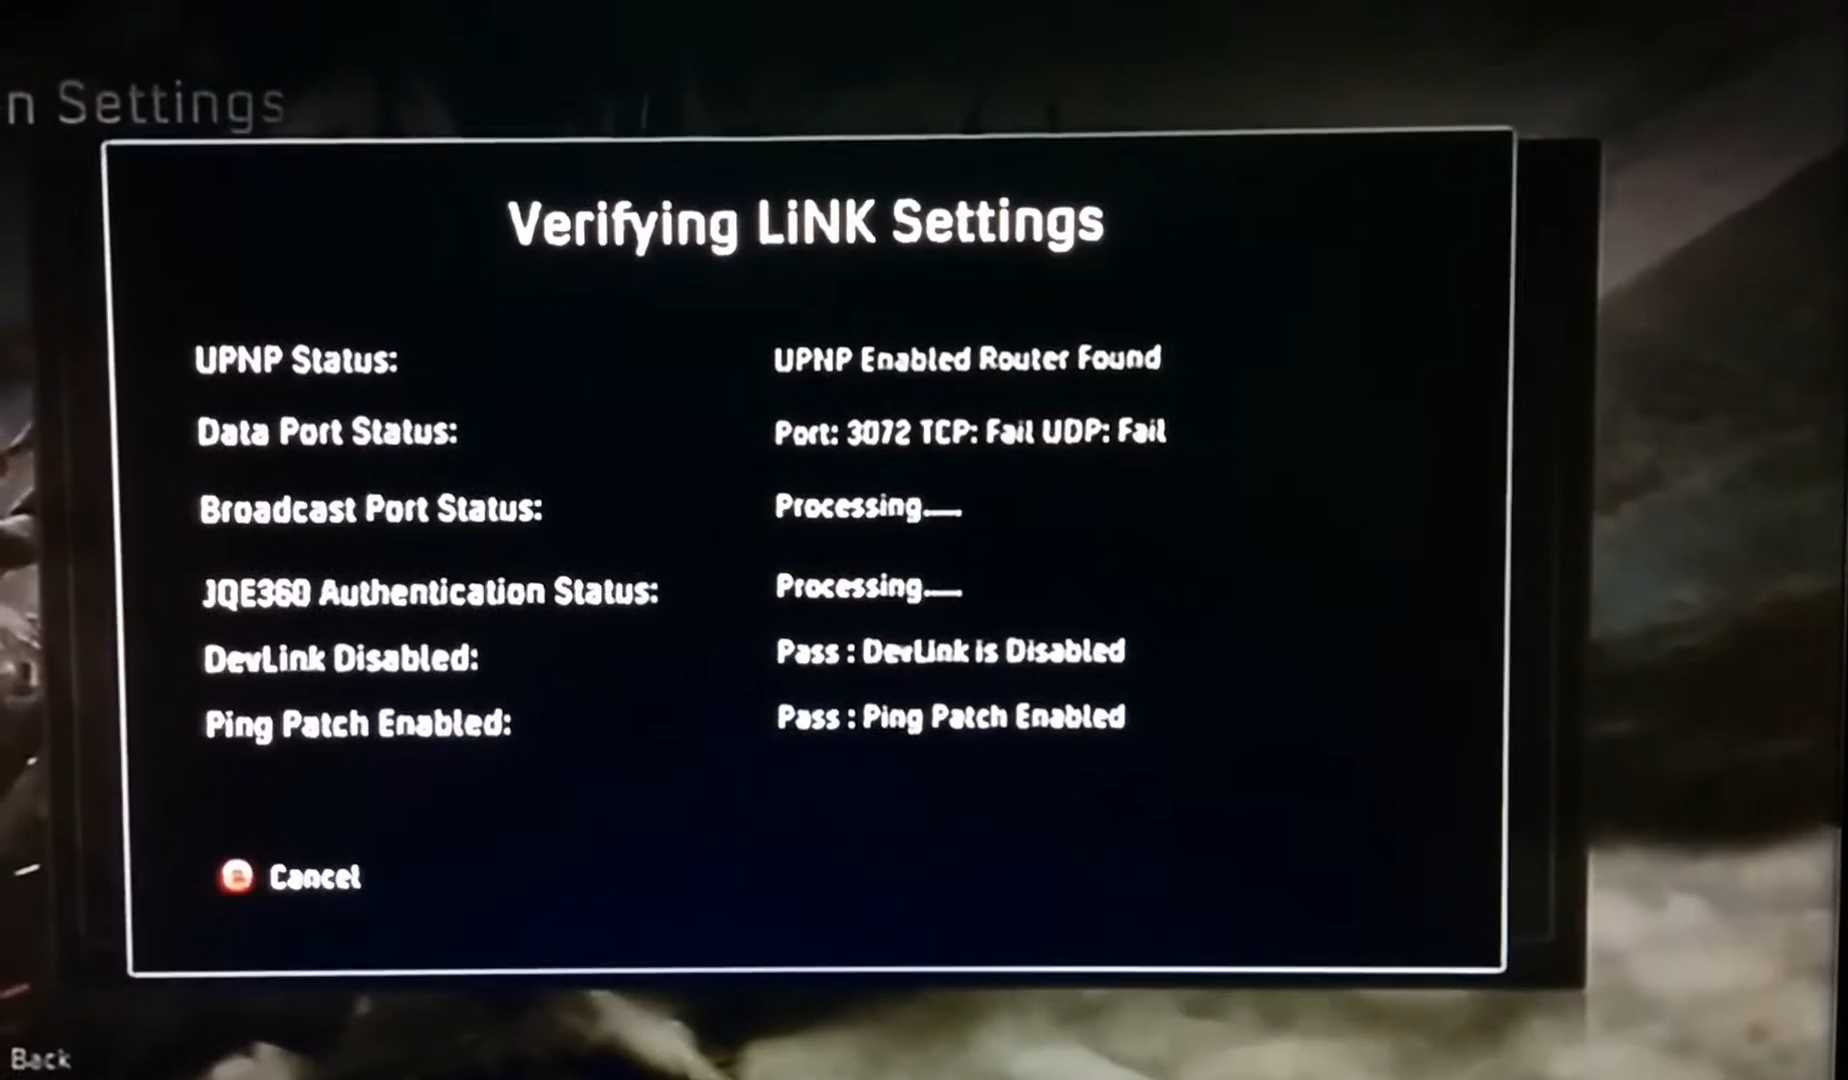 n Settings
Verifying LiNK Settings
UPNP Status: UPNP Enabled Router Found
Data Port Status: Port: 3072 TCP: Fail UDP: Fail
Broadcast Port Status: Processing.....
JQE360 Authentication Status: Processing.....
DevLink Disabled: Pass : DevLink is Disabled
Ping Patch Enabled: Pass : Ping Patch Enabled
Cancel
Back